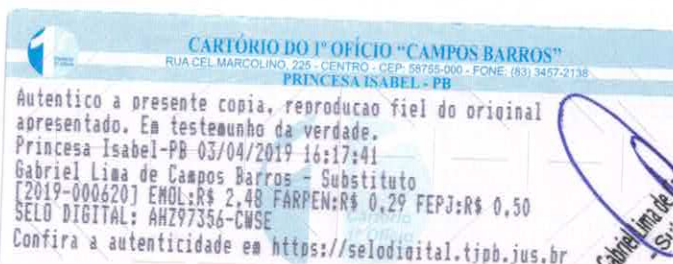 CARTÓRIO DO 1º OFÍCIO "CAMPOS BARROS"
RUA CEL.MARCOLINO, 225 - CENTRO - CEP: 58755-000 - FONE: (83) 3457-2138
PRINCESA ISABEL - PB
Autentico a presente copia, reproducao fiel do original
apresentado. Em testemunho da verdade.
Princesa Isabel-PB 03/04/2019 16:17:41
Gabriel Lima de Campos Barros - Substituto
[2019-000620] EMOL:R$ 2,48 FARPEN:R$ 0,29 FEPJ:R$ 0,50
SELO DIGITAL: AHZ97356-CWSE
Confira a autenticidade em https://selodigital.tjpb.jus.br
Gabriel Lima de